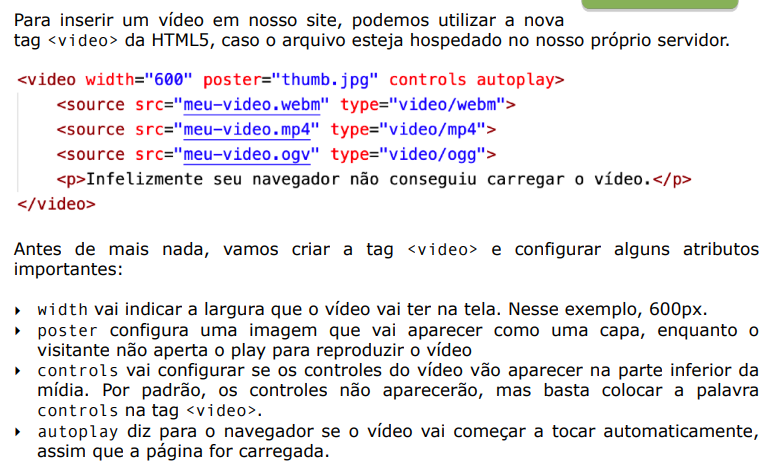 Para inserir um vídeo em nosso site, podemos utilizar a nova
tag <video> da HTML5, caso o arquivo esteja hospedado no nosso próprio servidor.
<video width="600" poster="thumb.jpg" controls autoplay>
<source src="meu-video.webm" type="video/webm">
<source src="meu-video.mp4" type="video/mp4">
<source src="meu-video.ogv" type="video/ogg">
<p>Infelizmente seu navegador não conseguiu carregar o vídeo.</p>
</video>
Antes de mais nada, vamos criar a tag <video> e configurar alguns atributos
importantes:
width vai indicar a largura que o vídeo vai ter na tela. Nesse exemplo, 600px.
poster configura uma imagem que vai aparecer como uma capa, enquanto o
visitante não aperta o play para reproduzir o vídeo
controls vai configurar se os controles do vídeo vão aparecer na parte inferior da
mídia. Por padrão, os controles não aparecerão, mas basta colocar a palavra
controls na tag <video>.
autoplay diz para o navegador se o vídeo vai começar a tocar automaticamente,
assim que a página for carregada.